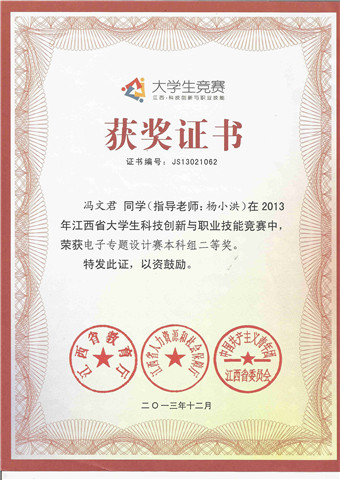 大学生竞赛
江西·科技创新与职业技能
获奖证书
证书编号：JS13021062
冯文君 同学（指导老师：杨小洪）在2013
年江西省大学生科技创新与职业技能竞赛中，
荣获电子专题设计赛本科组二等奖。
特发此证，以资鼓励。
江西省教育厅
江西省人力资源和社会保障厅
中国共产主义青年团
江西省委员会
二〇一三年十二月